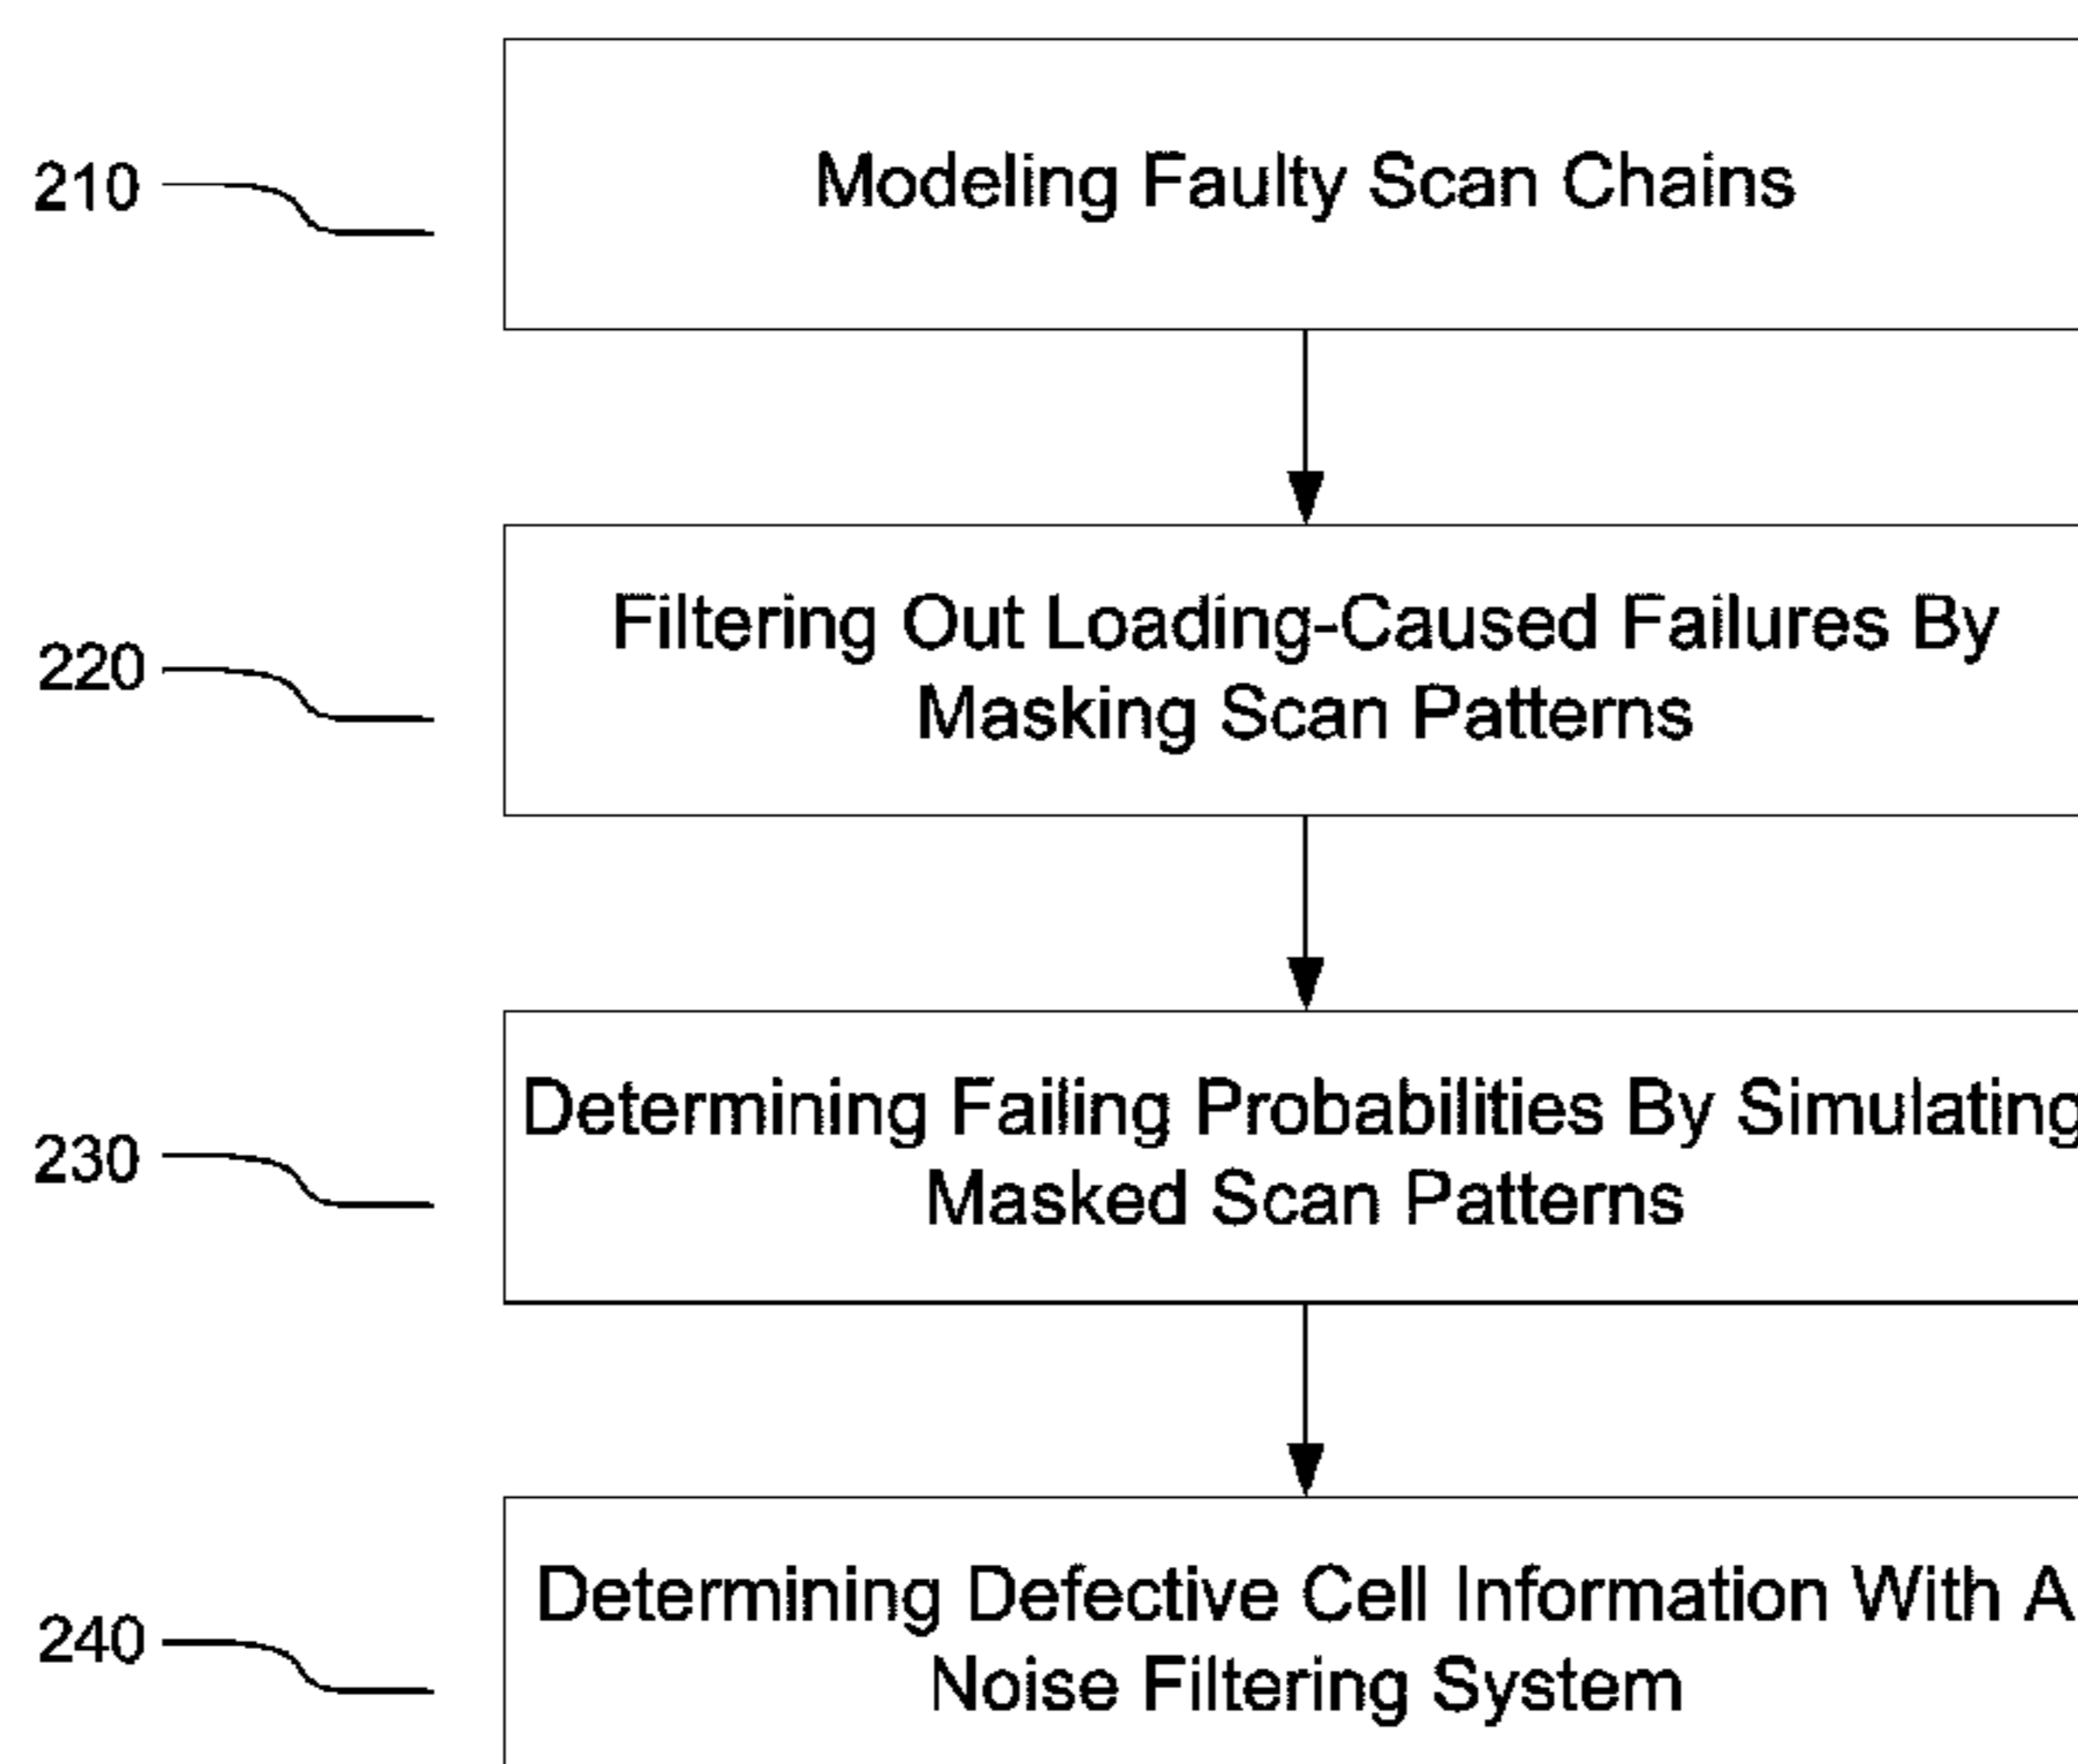 210
Modeling Faulty Scan Chains
220
Filtering Out Loading-Caused Failures By
Masking Scan Patterns
230
Determining Failing Probabilities By Simulating
Masked Scan Patterns
240
Determining Defective Cell Information With A
Noise Filtering System